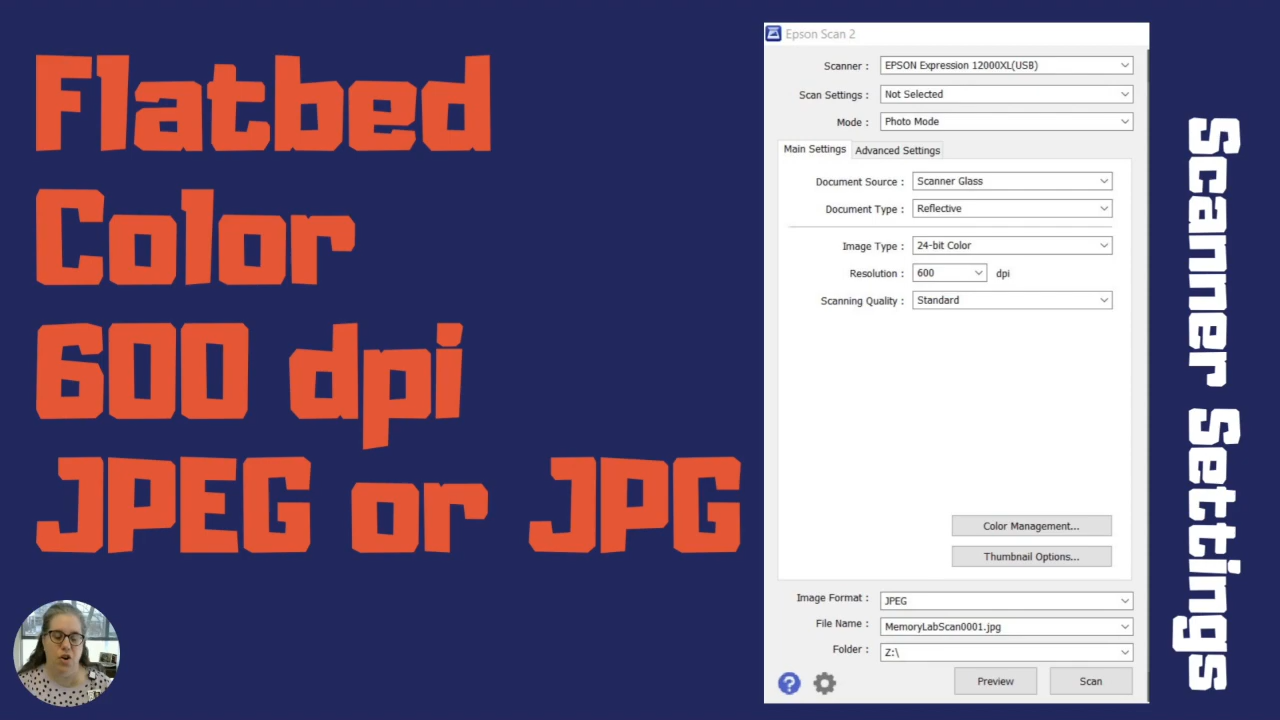 Flatbed
Color
600 dpi
JPEG or JPG
Epson Scan 2
Scanner : EPSON Expression 12000XL(USB)
Scan Settings : Not Selected
Mode : Photo Mode
Main Settings Advanced Settings
Document Source : Scanner Glass
Document Type : Reflective
Image Type : 24-bit Color
Resolution : 600 dpi
Scanning Quality : Standard
Color Management...
Thumbnail Options...
Image Format : JPEG
File Name : MemoryLabScan0001.jpg
Folder : Z:\
? Preview Scan
Scanner Settings